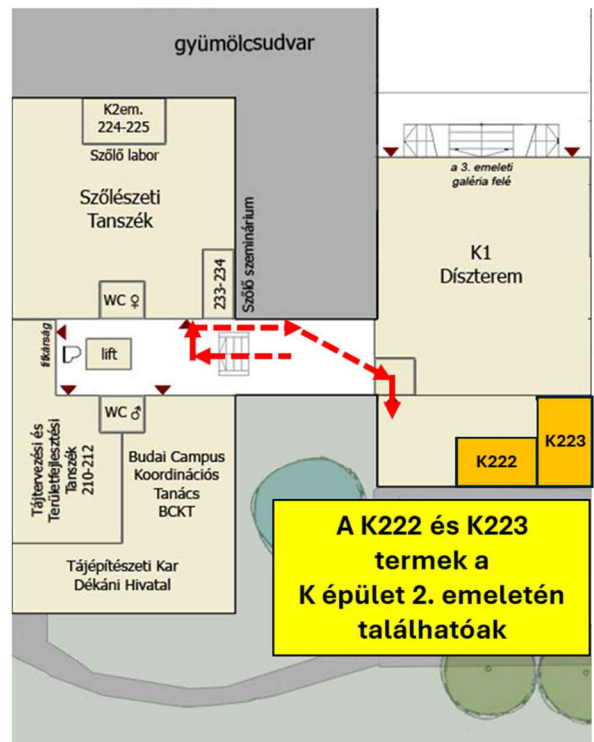 gyümölcsudvar
K2em.
224-225
Szőlő labor
Szőlészeti
Tanszék
233-234
Szőlő szeminárium
WC ♀
a 3. emeleti
galéria felé
K1
Díszterem
titkárság
lift
WC ♂
Tájtervezési és
Területfejlesztési
Tanszék
210-212
Budai Campus
Koordinációs
Tanács
BCKT
Tájépítészeti Kar
Dékáni Hivatal
K222
K223
A K222 és K223
termek a
K épület 2. emeletén
találhatóak